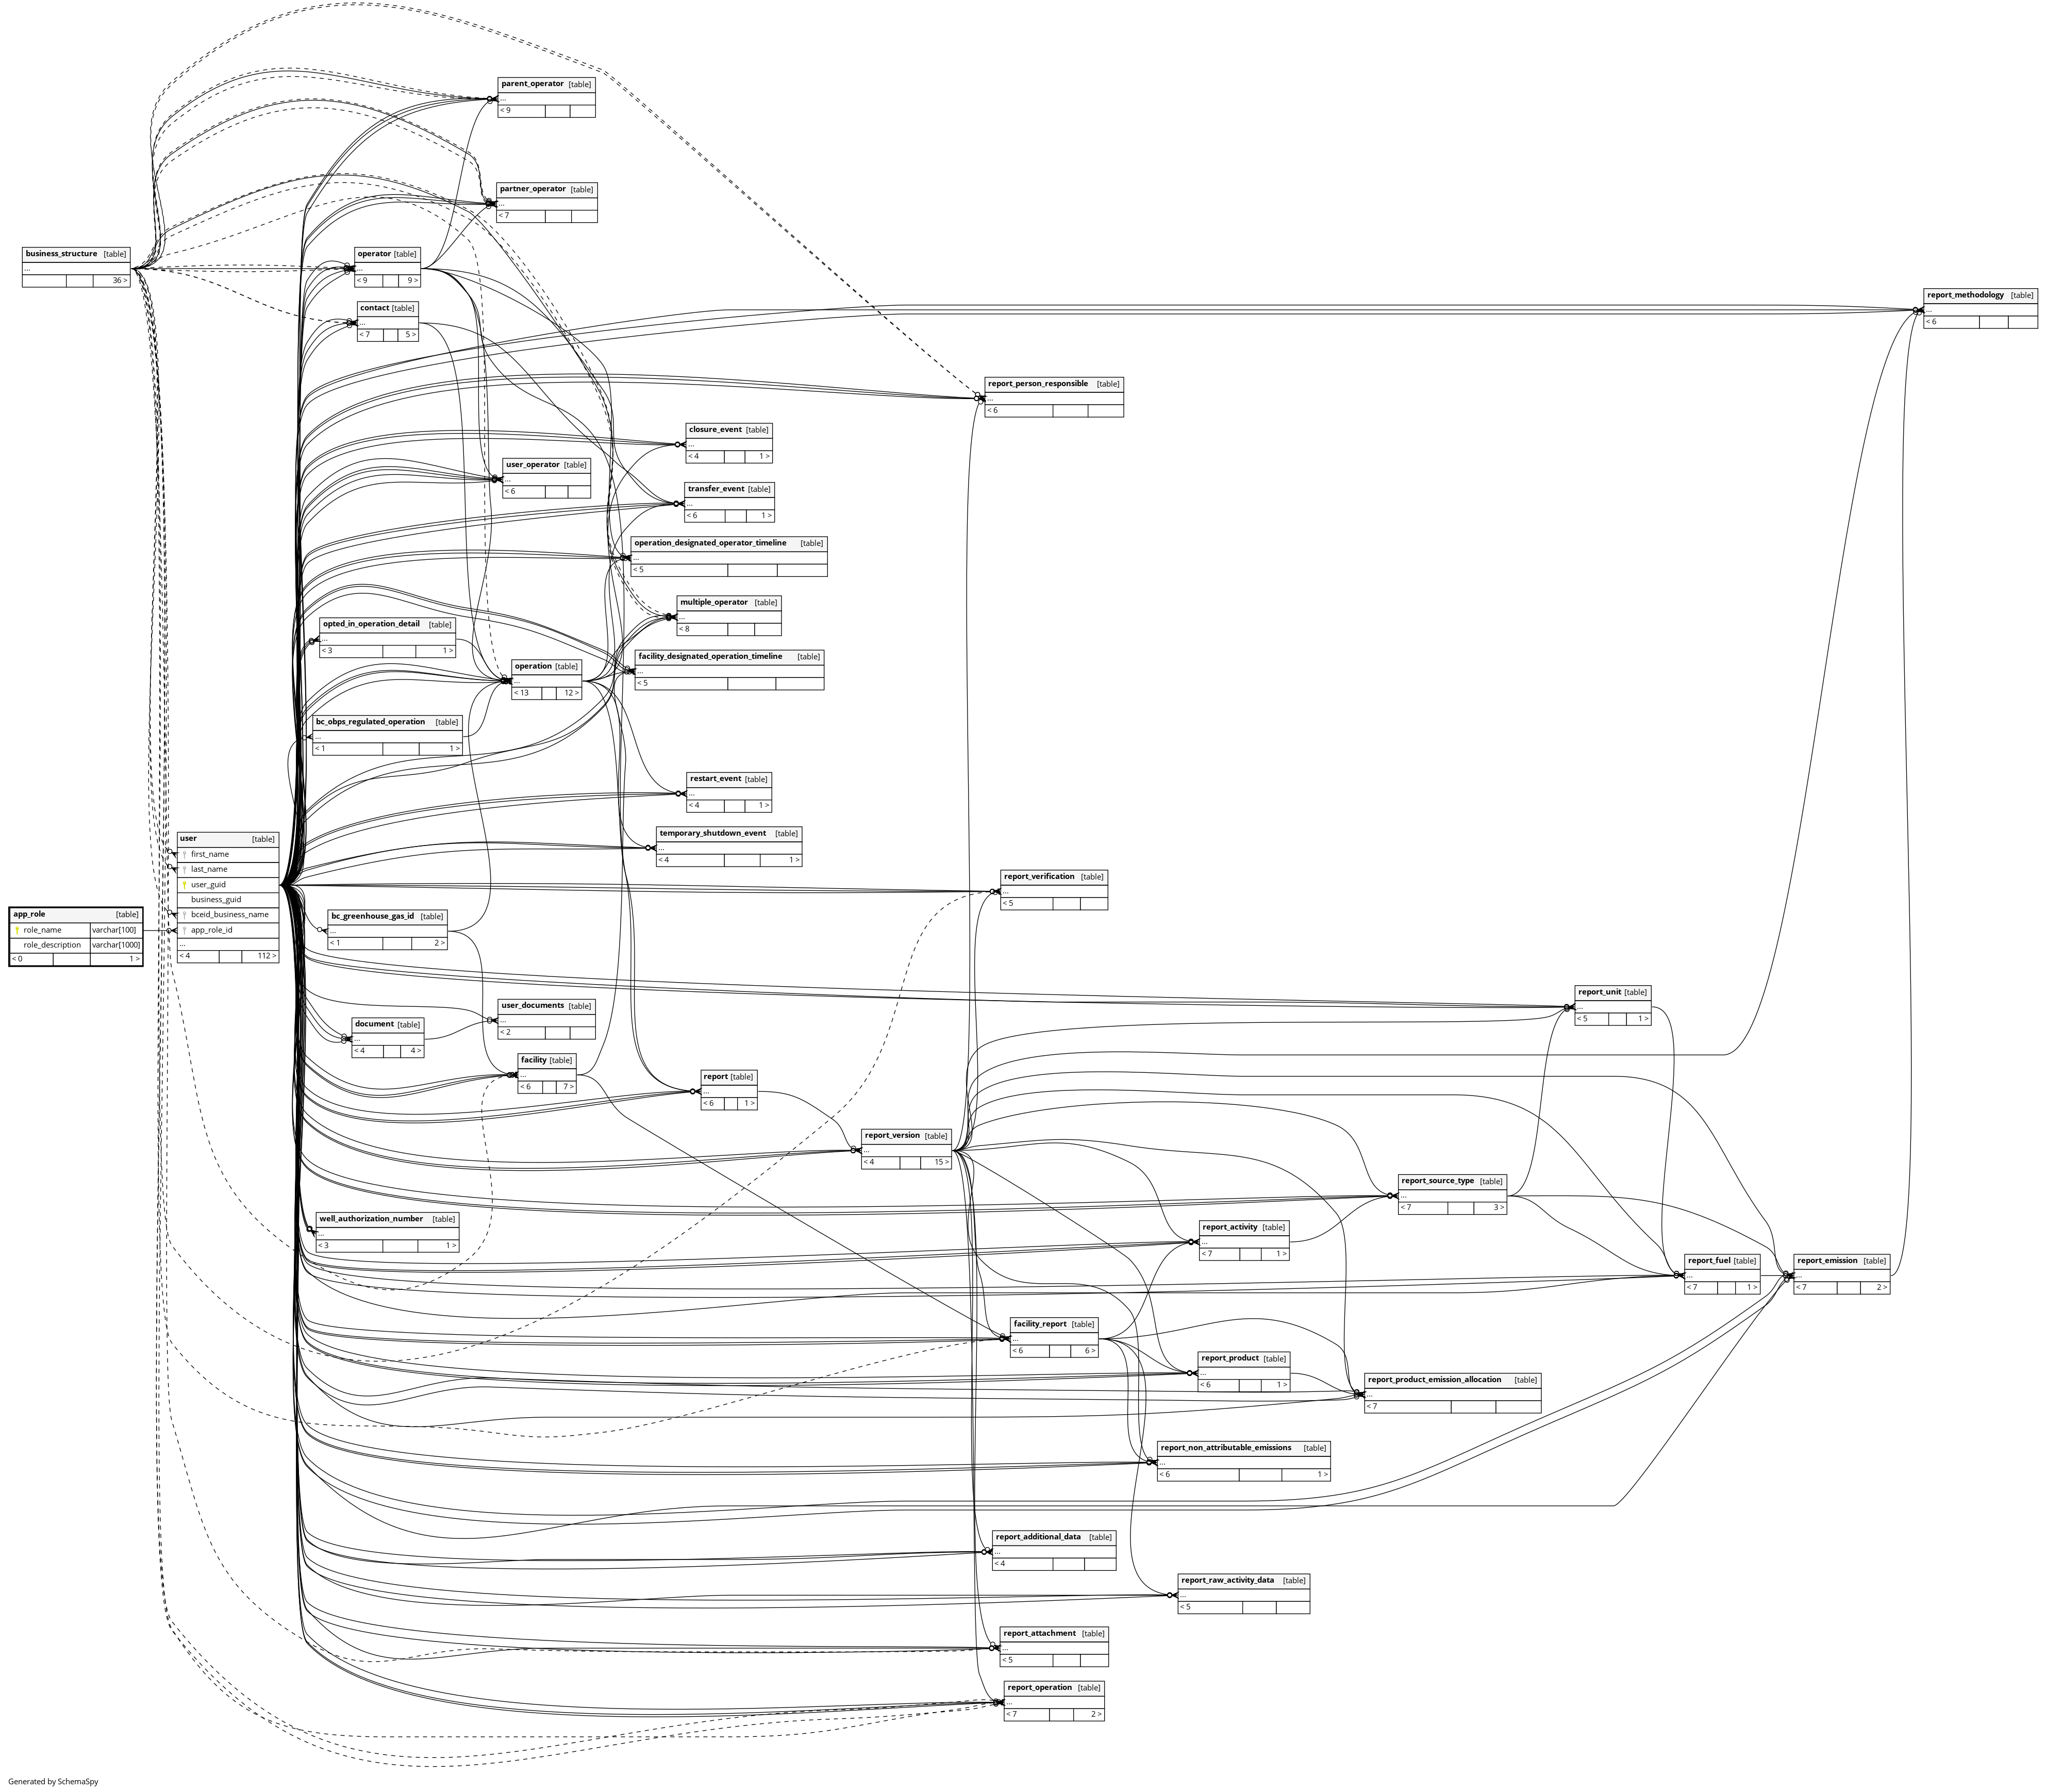 parent_operator [table]
...
< 9
partner_operator [table]
...
< 7
business_structure [table]
...
36 >
operator [table]
...
< 9 9 >
contact [table]
...
< 7 5 >
report_methodology [table]
...
< 6
report_person_responsible [table]
...
< 6
closure_event [table]
...
< 4 1 >
user_operator [table]
...
< 6
transfer_event [table]
...
< 6 1 >
operation_designated_operator_timeline [table]
...
< 5
multiple_operator [table]
...
< 8
opted_in_operation_detail [table]
...
< 3 1 >
facility_designated_operation_timeline [table]
...
< 5
operation [table]
...
< 13 12 >
bc_obps_regulated_operation [table]
...
< 1 1 >
restart_event [table]
...
< 4 1 >
temporary_shutdown_event [table]
...
< 4 1 >
user [table]
first_name
last_name
user_guid
business_guid
bceid_business_name
app_role_id
...
< 4 112 >
report_verification [table]
...
< 5
app_role [table]
role_name varchar[100]
role_description varchar[1000]
< 0 1 >
bc_greenhouse_gas_id [table]
...
< 1 2 >
report_unit [table]
...
< 5 1 >
user_documents [table]
...
< 2
document [table]
...
< 4 4 >
facility [table]
...
< 6 7 >
report [table]
...
< 6 1 >
report_version [table]
...
< 4 15 >
report_source_type [table]
...
< 7 3 >
well_authorization_number [table]
...
< 3 1 >
report_activity [table]
...
< 7 1 >
report_fuel [table]
...
< 7 1 >
report_emission [table]
...
< 7 2 >
facility_report [table]
...
< 6 6 >
report_product [table]
...
< 6 1 >
report_product_emission_allocation [table]
...
< 7
report_non_attributable_emissions [table]
...
< 6 1 >
report_additional_data [table]
...
< 4
report_raw_activity_data [table]
...
< 5
report_attachment [table]
...
< 5
report_operation [table]
...
< 7 2 >
Generated by SchemaSpy